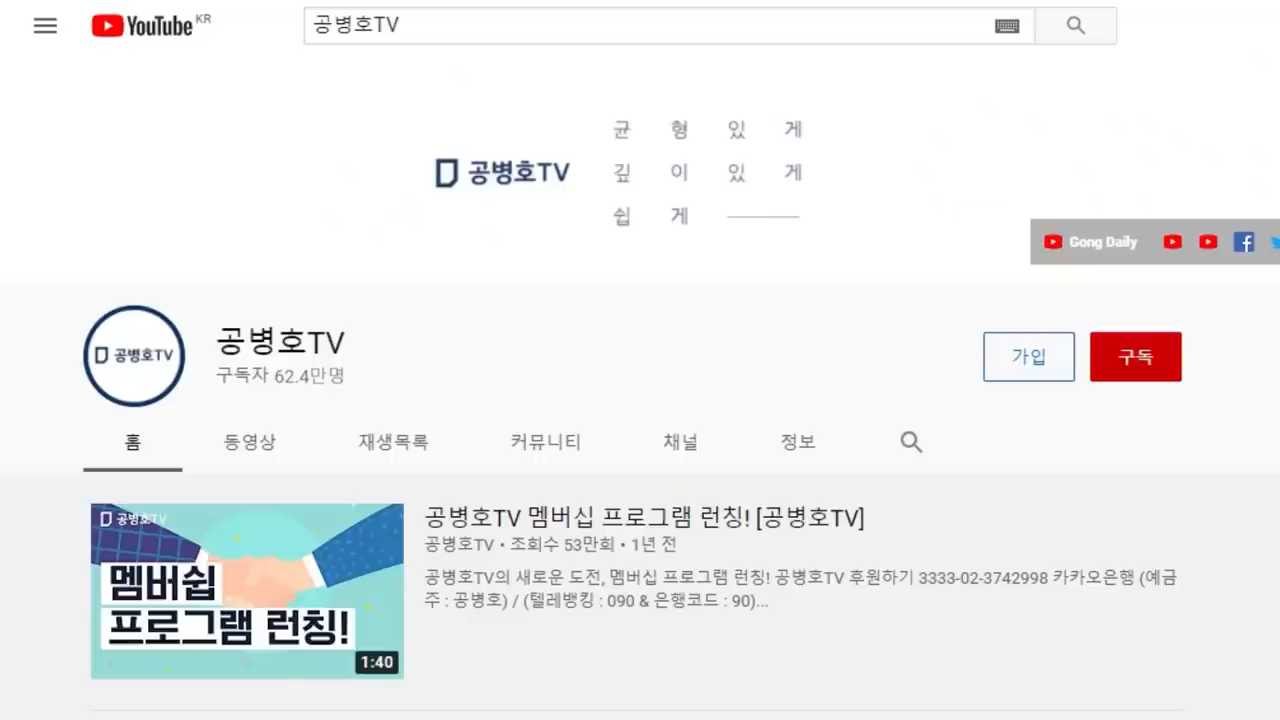 YouTube KR
공병호TV
균 형 있 게
공병호TV
깊 이 있 게
쉽 게
Gong Daily
공병호TV
공병호TV
구독자 62.4만명
가입
구독
홈
동영상
재생목록
커뮤니티
채널
정보
공병호TV
멤버쉽
프로그램 런칭!
1:40
공병호TV 멤버십 프로그램 런칭! [공병호TV]
공병호TV • 조회수 53만회 • 1년 전
공병호TV의 새로운 도전, 멤버십 프로그램 런칭! 공병호TV 후원하기 3333-02-3742998 카카오은행 (예금
주 : 공병호) / (텔레뱅킹 : 090 & 은행코드 : 90)...